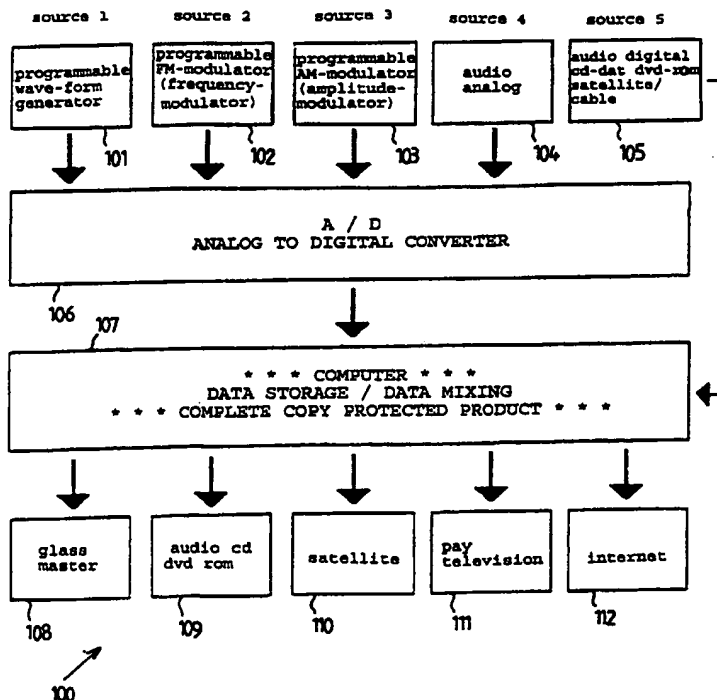 source 1 source 2 source 3 source 4 source 5
programmable
wave-form
generator
programmable
FM-modulator
(frequency-
modulator)
programmable
AM-modulator
(amplitude-
modulator)
audio
analog
audio digital
cd-dat dvd-rom
satellite/
cable
101 102 103 104 105
A / D
ANALOG TO DIGITAL CONVERTER
106
107
* * * COMPUTER * * *
DATA STORAGE / DATA MIXING
* * * COMPLETE COPY PROTECTED PRODUCT * * *
glass
master
audio cd
dvd rom
satellite
pay
television
internet
108 109 110 111 112
100